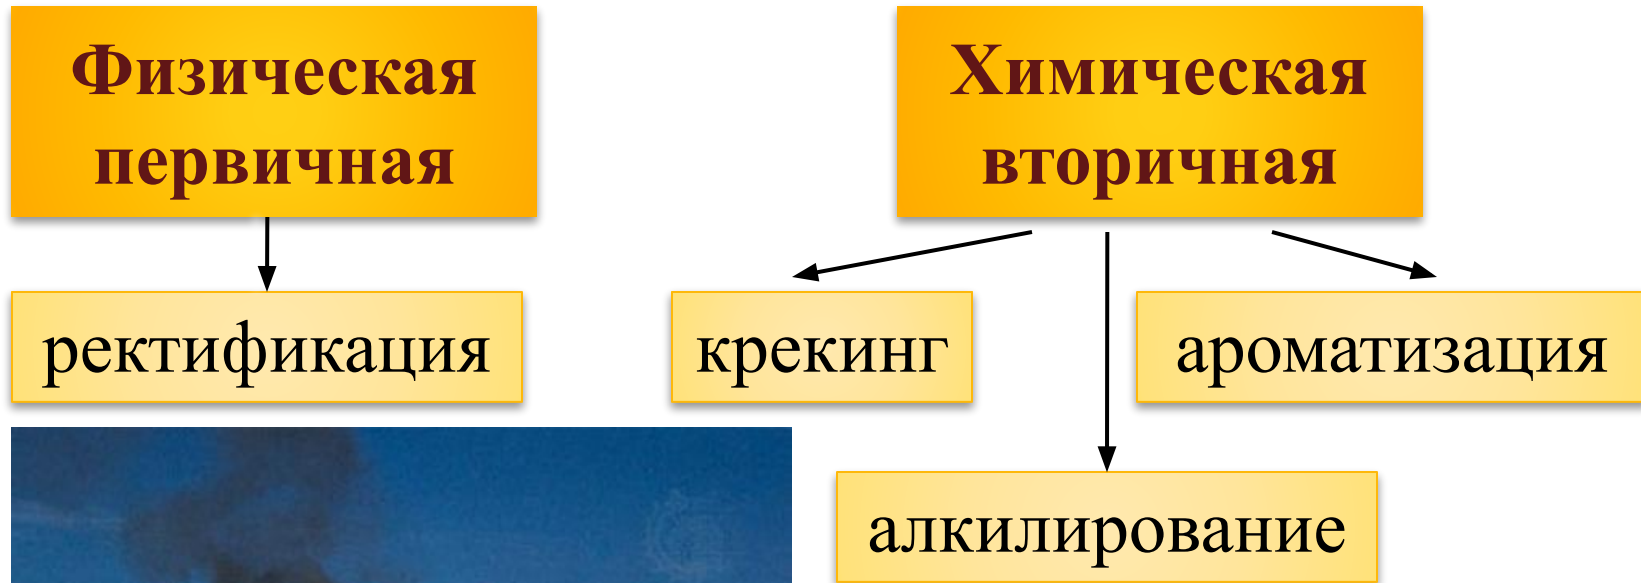 Физическая
первичная
Химическая
вторичная
ректификация
крекинг
ароматизация
алкилирование